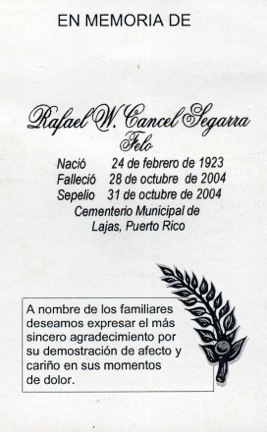 EN MEMORIA DE
Rafael W. Cancel Segarra
Felo
Nació 24 de febrero de 1923
Falleció 28 de octubre de 2004
Sepelio 31 de octubre de 2004
Cementerio Municipal de
Lajas, Puerto Rico
A nombre de los familiares
deseamos expresar el más
sincero agradecimiento por
su demostración de afecto y
cariño en sus momentos
de dolor.